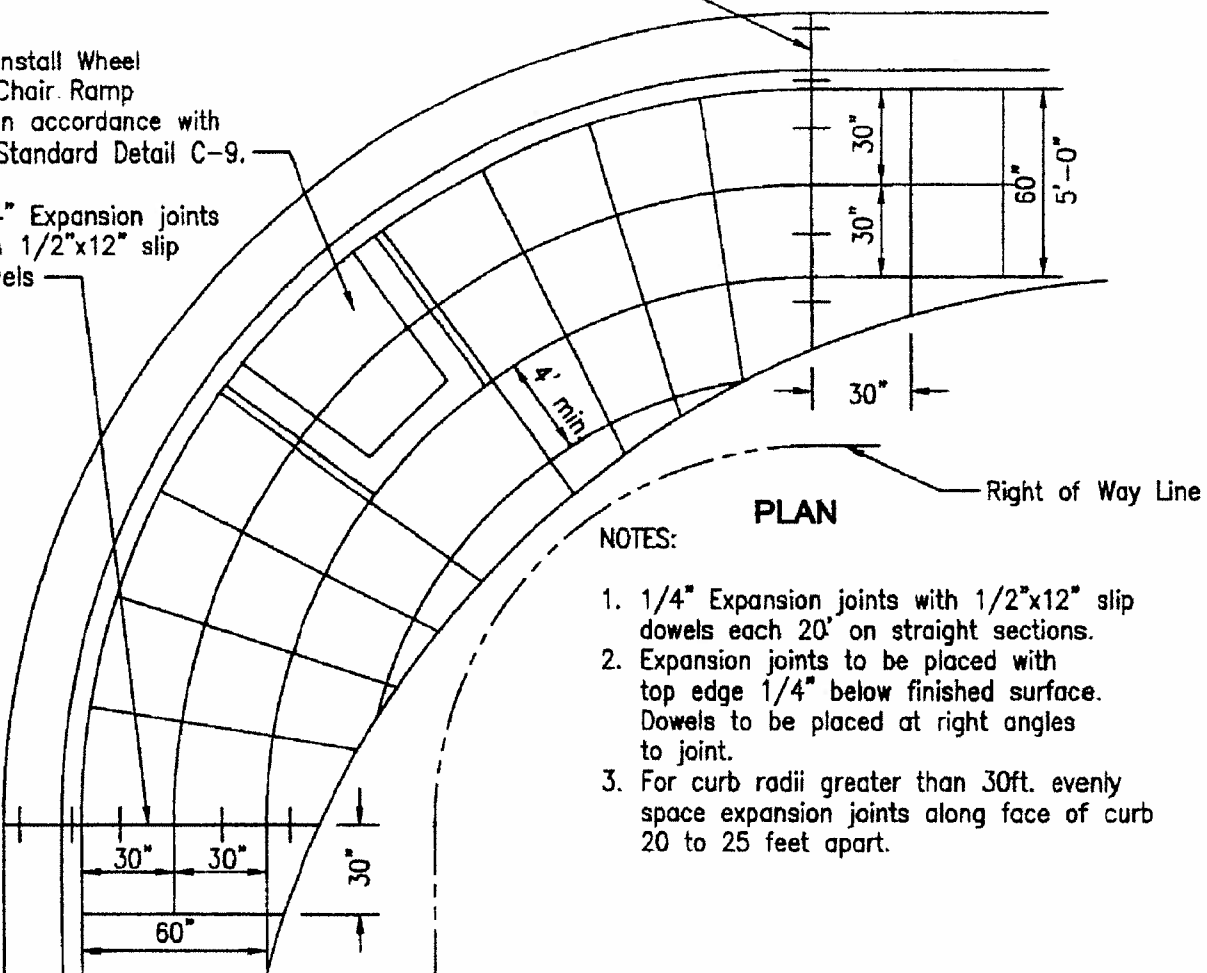 nstall Wheel
Chair Ramp
n accordance with
Standard Detail C-9.
" Expansion joints
1/2"x12" slip
els
30"
30"
60"
5'-0"
4' min.
30"
Right of Way Line
PLAN
NOTES:
1. 1/4" Expansion joints with 1/2"x12" slip
dowels each 20' on straight sections.
2. Expansion joints to be placed with
top edge 1/4" below finished surface.
Dowels to be placed at right angles
to joint.
3. For curb radii greater than 30ft. evenly
space expansion joints along face of curb
20 to 25 feet apart.
30"
30"
30"
60"